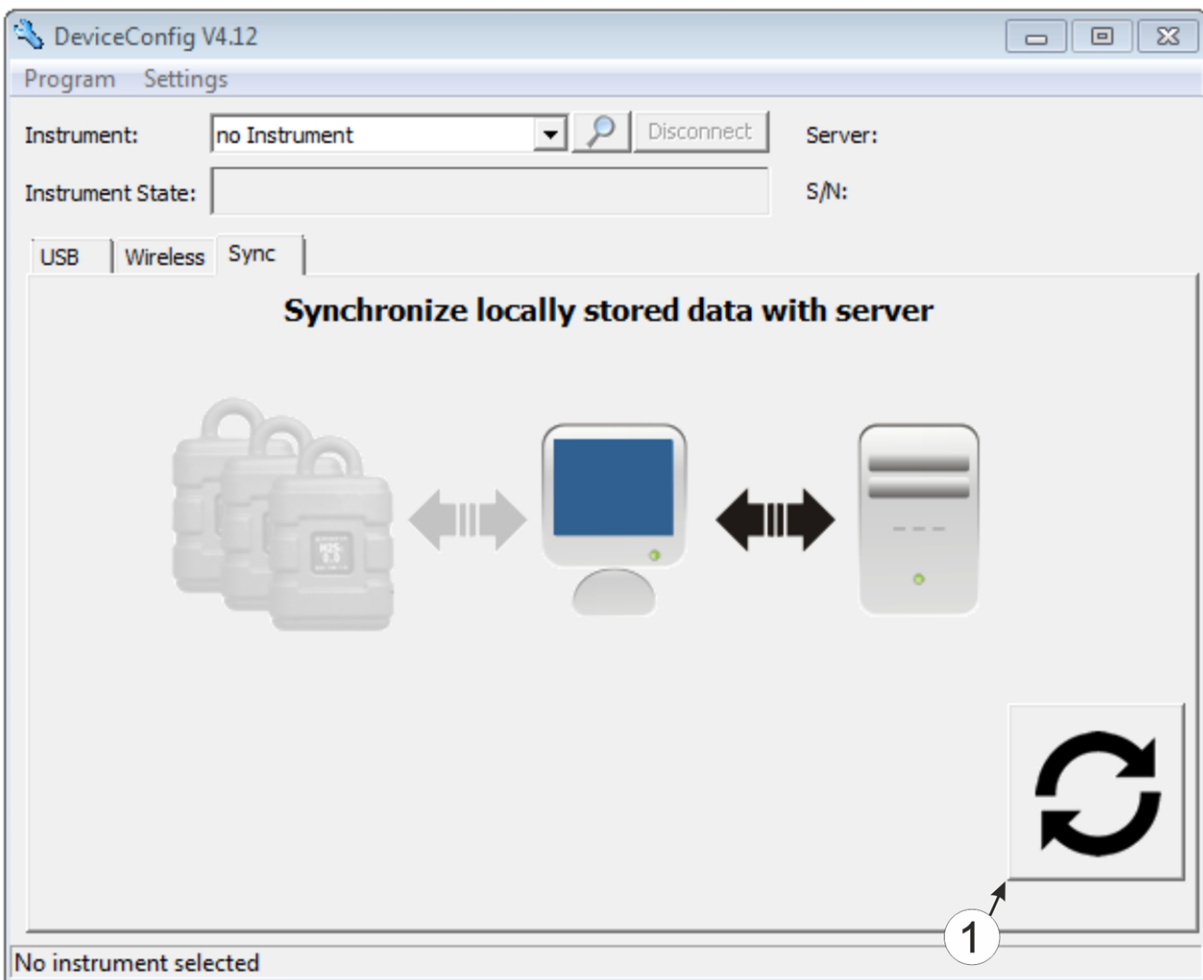 DeviceConfig V4.12
Program Settings
Instrument: no Instrument Disconnect Server:
Instrument State: S/N:
USB Wireless Sync
Synchronize locally stored data with server
1
No instrument selected